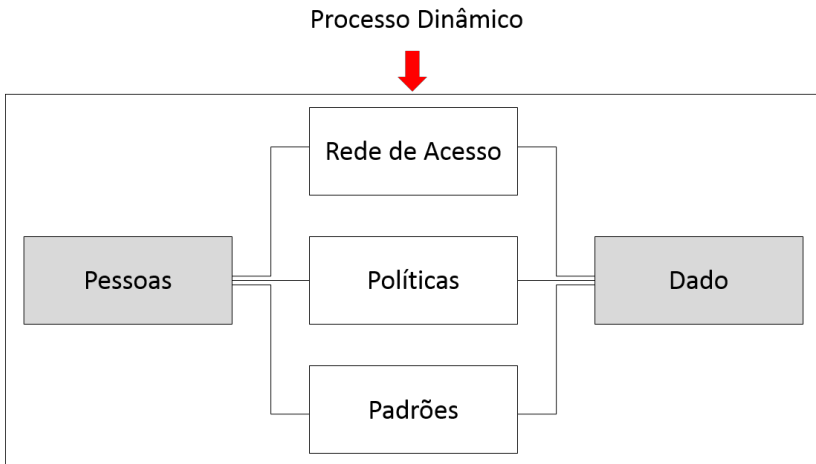 Processo Dinâmico
Rede de Acesso
Pessoas
Políticas
Dado
Padrões